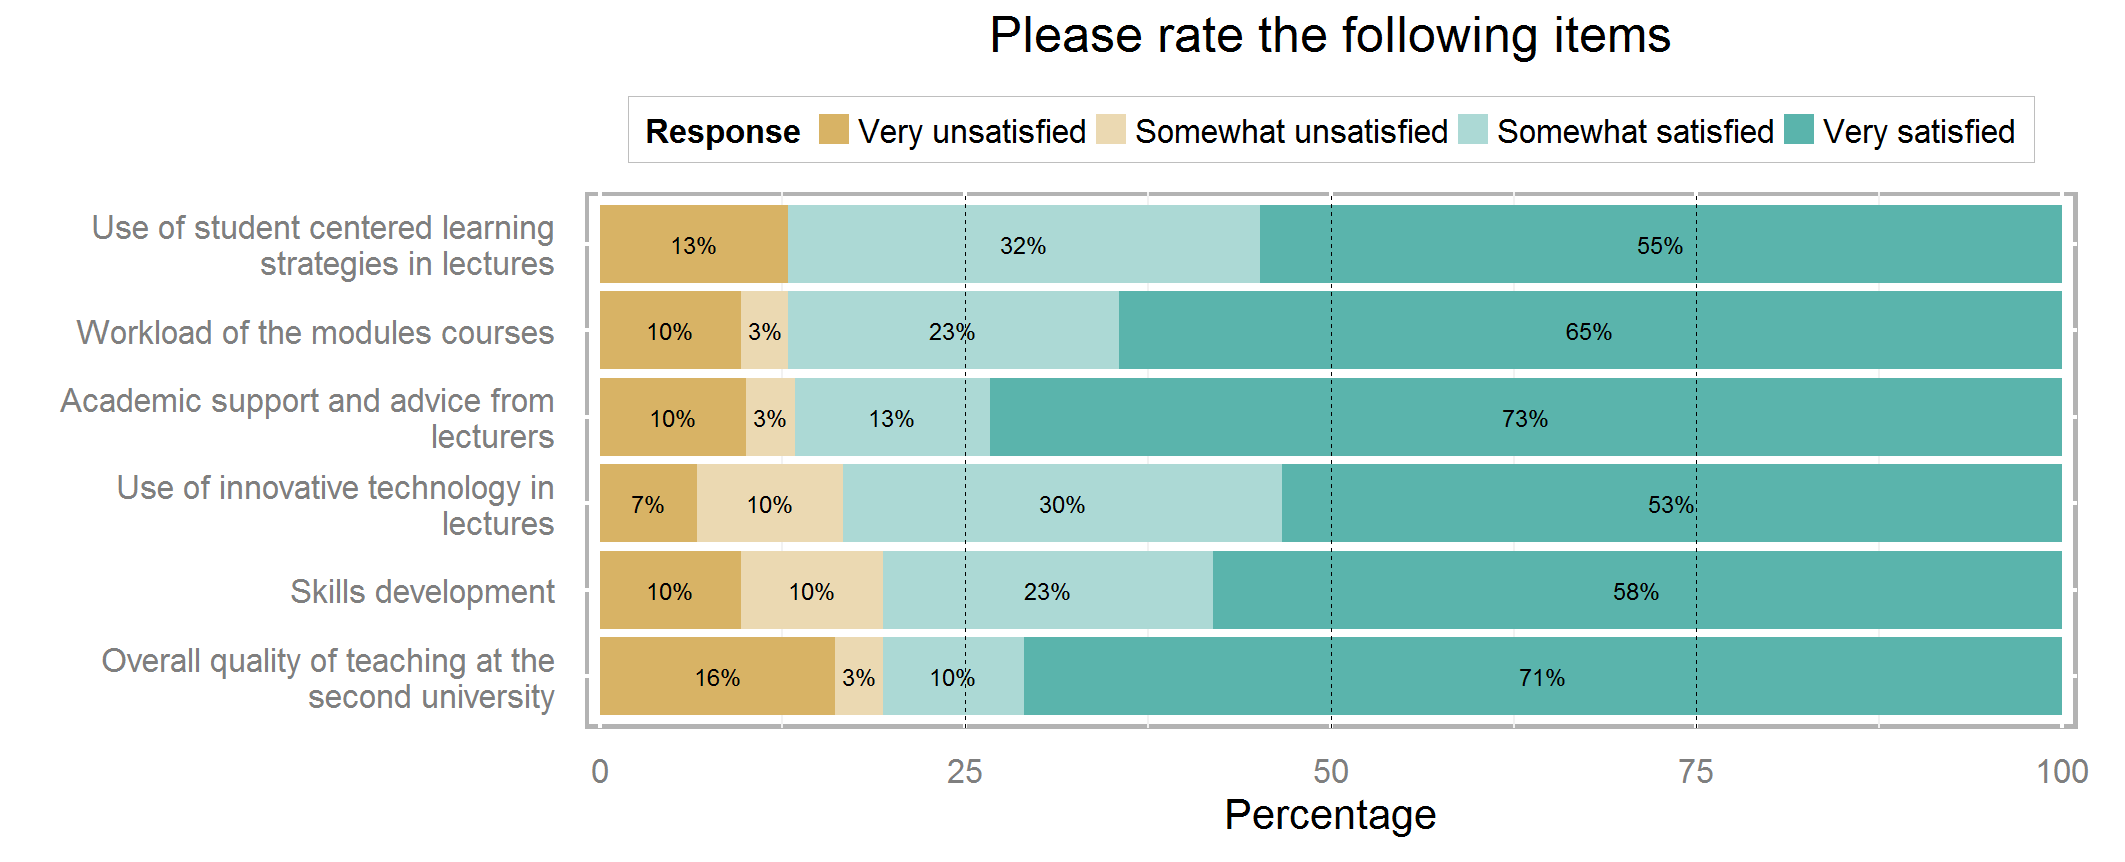 Please rate the following items
Response Very unsatisfied Somewhat unsatisfied Somewhat satisfied Very satisfied
Use of student centered learning
strategies in lectures
13% 32% 55%
Workload of the modules courses
10% 3% 23% 65%
Academic support and advice from
lecturers
10% 3% 13% 73%
Use of innovative technology in
lectures
7% 10% 30% 53%
Skills development
10% 10% 23% 58%
Overall quality of teaching at the
second university
16% 3% 10% 71%
0 25 50 75 100
Percentage